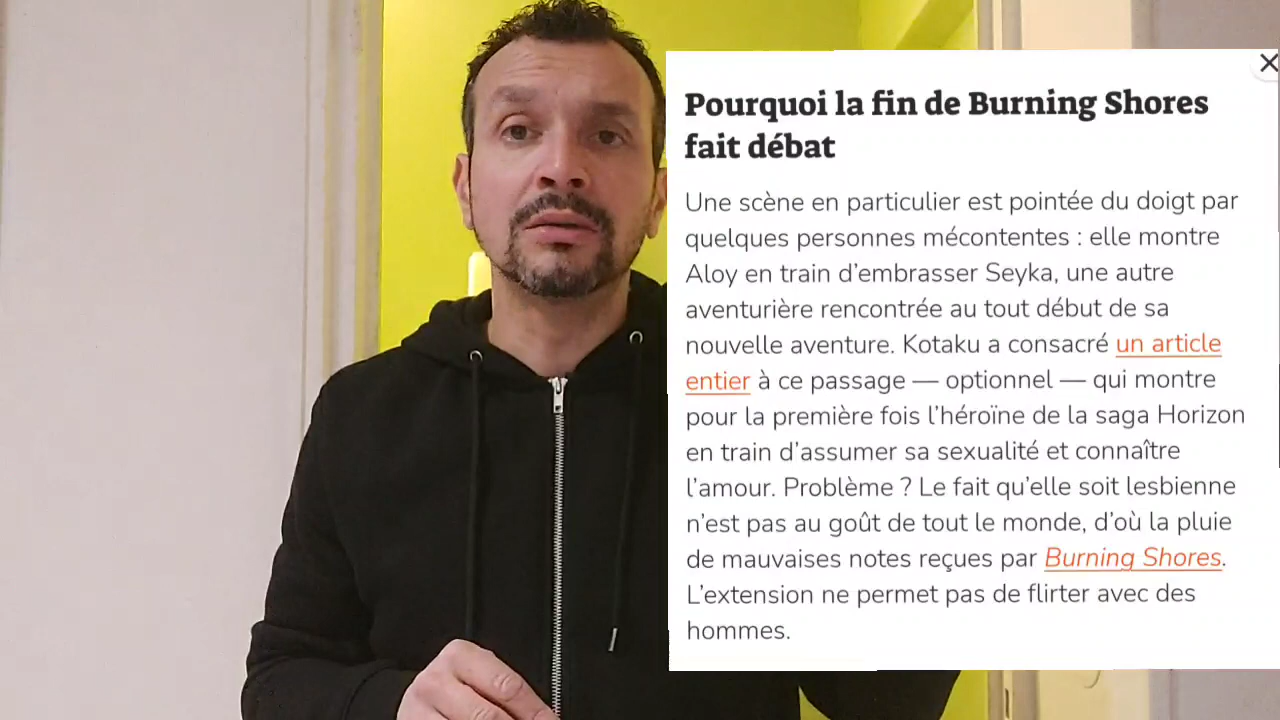 Pourquoi la fin de Burning Shores
fait débat
Une scène en particulier est pointée du doigt par
quelques personnes mécontentes : elle montre
Aloy en train d’embrasser Seyka, une autre
aventurière rencontrée au tout début de sa
nouvelle aventure. Kotaku a consacré un article
entier à ce passage — optionnel — qui montre
pour la première fois l’héroïne de la saga Horizon
en train d’assumer sa sexualité et connaître
l’amour. Problème ? Le fait qu’elle soit lesbienne
n’est pas au goût de tout le monde, d’où la pluie
de mauvaises notes reçues par Burning Shores.
L’extension ne permet pas de flirter avec des
hommes.